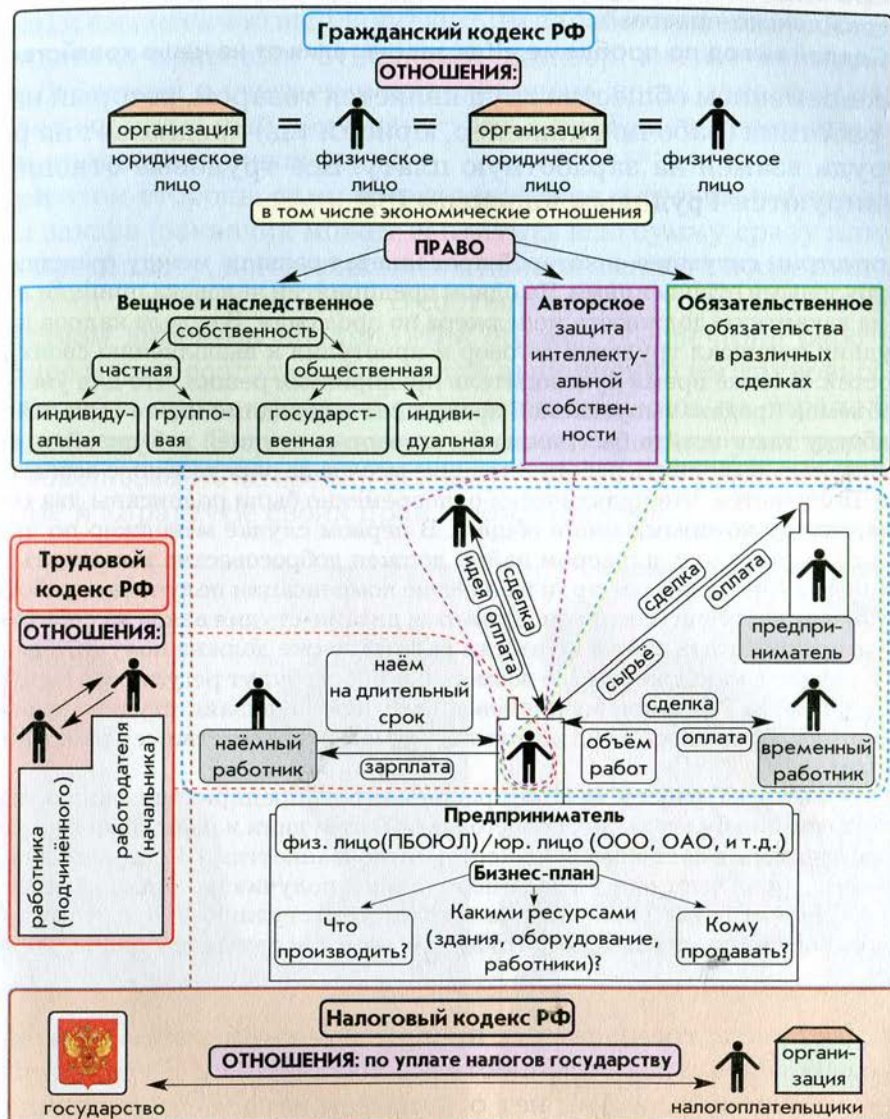 Гражданский кодекс РФ
ОТНОШЕНИЯ:
организация = = организация =
юридическое лицо
физическое лицо
юридическое лицо
физическое лицо
в том числе экономические отношения
ПРАВО
Вещное и наследственное
собственность
частная
общественная
индивиду-
альная
группо-
вая
государст-
венная
индиви-
дуальная
Авторское
защита
интеллекту-
альной
собствен-
ности
Обязательственное
обязательства
в различных
сделках
Трудовой
кодекс РФ
ОТНОШЕНИЯ:
работника
(подчинённого)
работодателя
(начальника)
идея
оплата
сделка
сделка
оплата
сырьё
предпри-
ниматель
наём
на длительный
срок
наёмный
работник
зарплата
сделка
объём
работ
оплата
временный
работник
Предприниматель
физ. лицо(ПБОЮЛ)/юр. лицо (ООО, ОАО, и т.д.)
Бизнес-план
Что
производить?
Какими ресурсами
(здания, оборудование,
работники)?
Кому
продавать?
Налоговый кодекс РФ
ОТНОШЕНИЯ: по уплате налогов государству
государство
органи-
зация
налогоплательщики